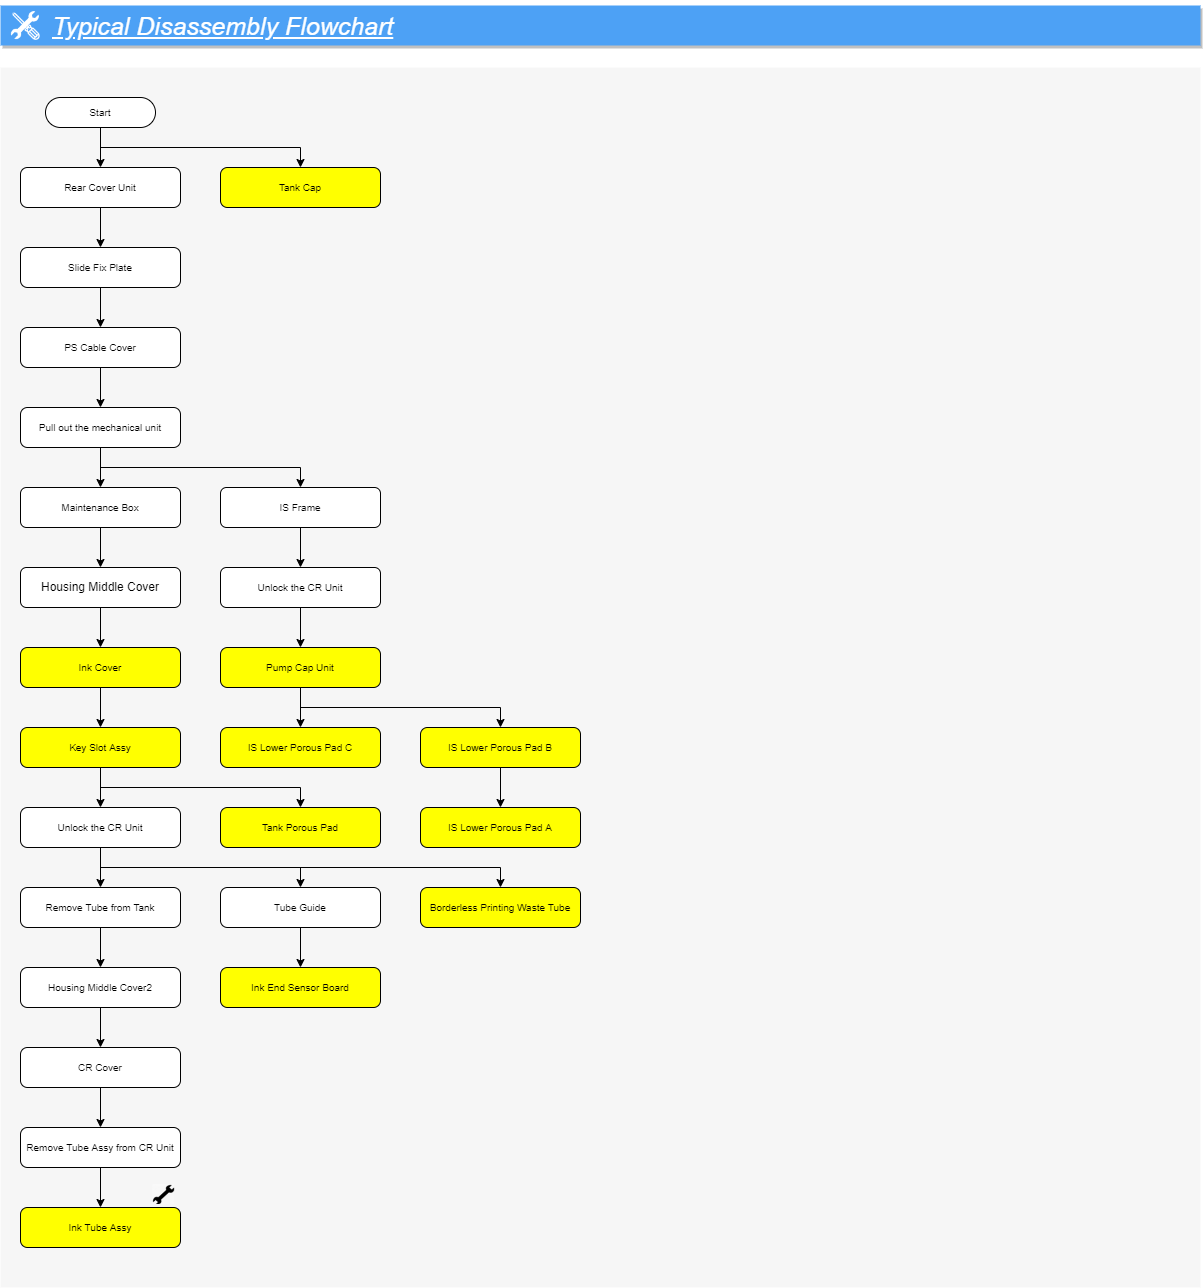 Typical Disassembly Flowchart
Start
Rear Cover Unit
Tank Cap
Slide Fix Plate
PS Cable Cover
Pull out the mechanical unit
Maintenance Box
IS Frame
Housing Middle Cover
Unlock the CR Unit
Ink Cover
Pump Cap Unit
Key Slot Assy
IS Lower Porous Pad C
IS Lower Porous Pad B
Unlock the CR Unit
Tank Porous Pad
IS Lower Porous Pad A
Remove Tube from Tank
Tube Guide
Borderless Printing Waste Tube
Housing Middle Cover2
Ink End Sensor Board
CR Cover
Remove Tube Assy from CR Unit
Ink Tube Assy